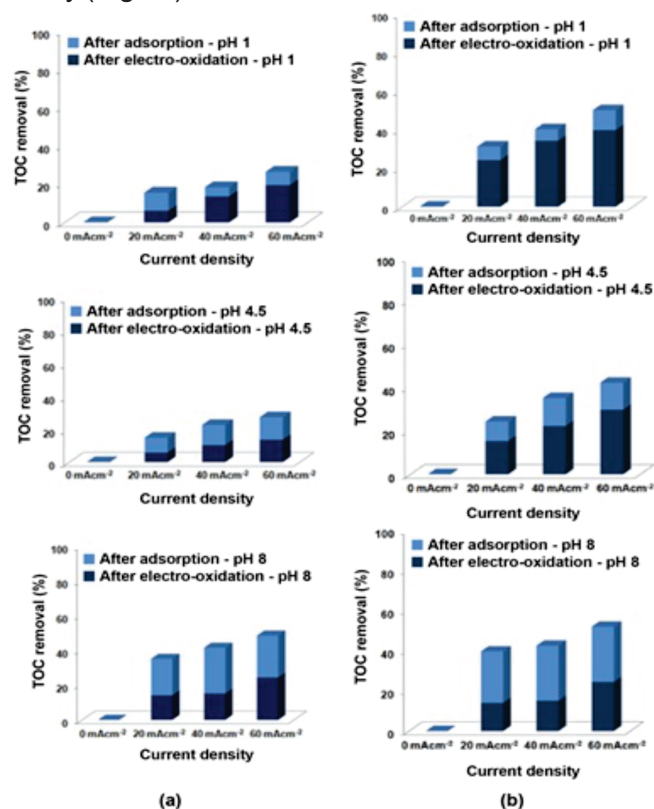 After adsorption - pH 1
After electro-oxidation - pH 1
TOC removal (%)
100
80
60
40
20
0
0 mAcm⁻² 20 mAcm⁻² 40 mAcm⁻² 60 mAcm⁻²
Current density
After adsorption - pH 1
After electro-oxidation - pH 1
TOC removal (%)
100
80
60
40
20
0
0 mAcm⁻² 20 mAcm⁻² 40 mAcm⁻² 60 mAcm⁻²
Current density
After adsorption - pH 4.5
After electro-oxidation - pH 4.5
TOC removal (%)
100
80
60
40
20
0
0 mAcm⁻² 20 mAcm⁻² 40 mAcm⁻² 60 mAcm⁻²
Current density
After adsorption - pH 4.5
After electro-oxidation - pH 4.5
TOC removal (%)
100
80
60
40
20
0
0 mAcm⁻² 20 mAcm⁻² 40 mAcm⁻² 60 mAcm⁻²
Current density
After adsorption - pH 8
After electro-oxidation - pH 8
TOC removal (%)
100
80
60
40
20
0
0 mAcm⁻² 20 mAcm⁻² 40 mAcm⁻² 60 mAcm⁻²
Current density
After adsorption - pH 8
After electro-oxidation - pH 8
TOC removal (%)
100
80
60
40
20
0
0 mAcm⁻² 20 mAcm⁻² 40 mAcm⁻² 60 mAcm⁻²
Current density
(a)
(b)